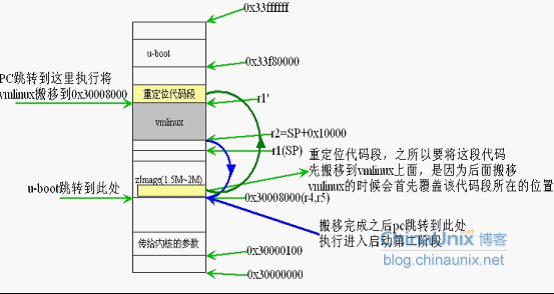 0x33ffffff
u-boot
0x33f80000
PC跳转到这里执行将
vmlinux搬移到0x30008000
重定位代码段
r1'
vmlinux
r2=SP+0x10000
r1(SP)
重定位代码段,之所以要将这段代码
先搬移到vmlinux上面,是因为后面搬移
vmlinux的时候会首先覆盖该代码段所在的位置
zImag(1.5M~2M)
u-boot跳转到此处
0x30008000(r4,r5)
搬移完成之后pc跳转到此处
执行进入启动第二阶段
传给内核的参数
ChinaUnix 博客
blog.chinaunix.net
0x30000100
0x30000000